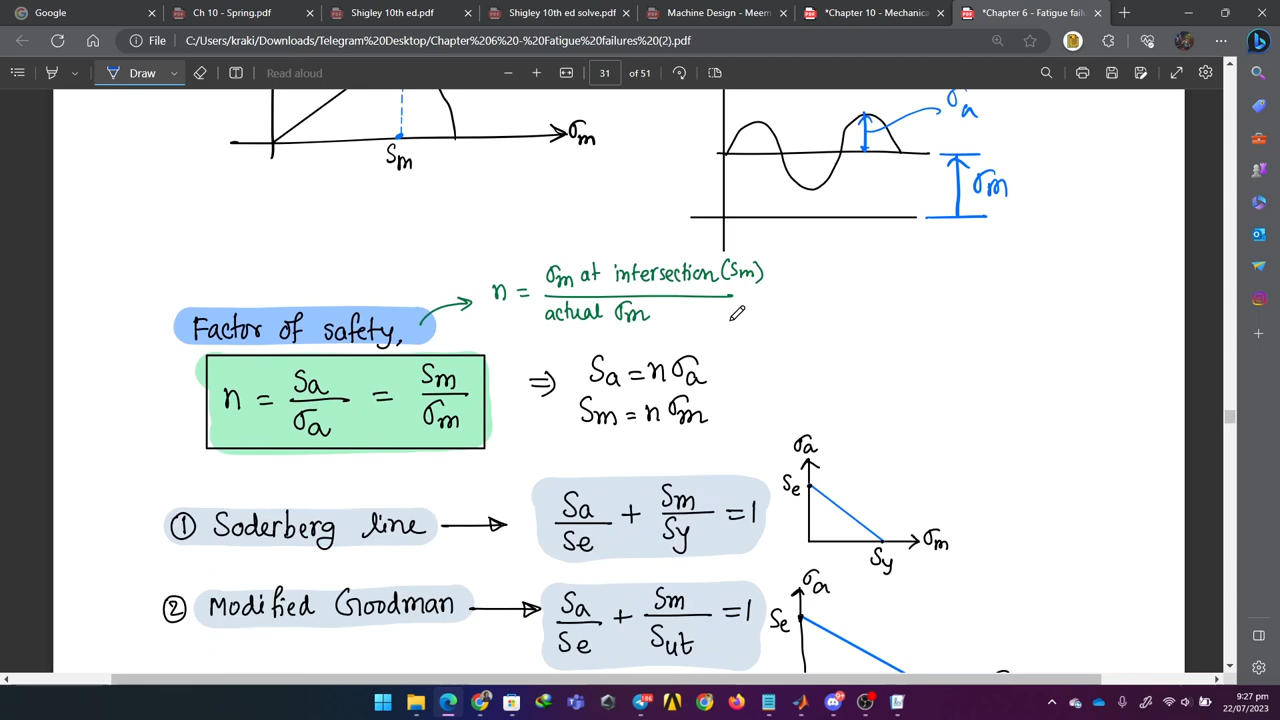 Google
Ch 10 - Spring.pdf
Shigley 10th ed.pdf
Shigley 10th ed solve.pdf
Machine Design - Meem
*Chapter 10 - Mechanica
*Chapter 6 - Fatigue failu
File
C:/Users/kraki/Downloads/Telegram%20Desktop/Chapter%206%20-%20Fatigue%20failures%20(2).pdf
Draw
Read aloud
31 of 51
σm
Sm
σa
σm
n = σm at intersection (Sm) / actual σm
Factor of safety,
n = Sa/σa = Sm/σm
⇒ Sa = nσa
Sm = nσm
① Soderberg line → Sa/Se + Sm/Sy = 1
σa
Se
Sy
σm
② Modified Goodman → Sa/Se + Sm/Sut = 1
σa
Se
9:27 pm
22/07/2023